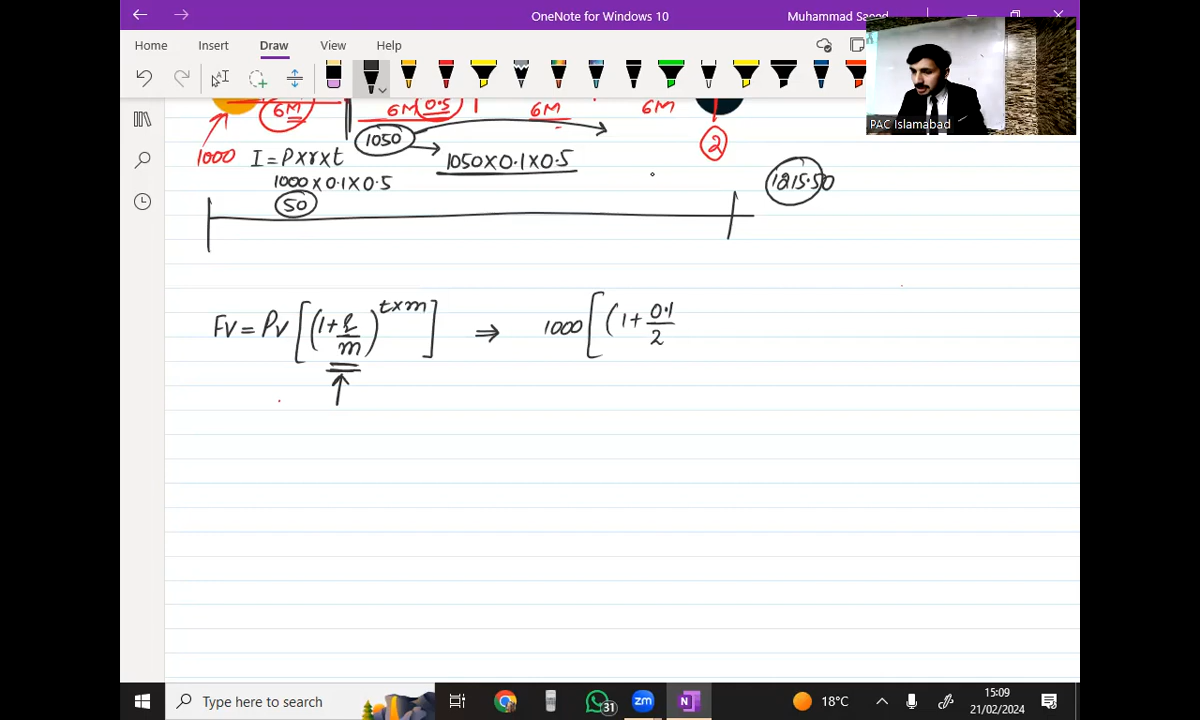 OneNote for Windows 10
Muhammad Saeed
Home Insert Draw View Help
PAC Islamabad
6M 6M(0.5) 1 6M 6M
1000 I = P×r×t 1050 1050×0.1×0.5 2
1000×0.1×0.5 1215.50
50
FV = PV [(1+r/m)^t×m] ⇒ 1000 [(1+0.1/2
Type here to search
31
zm
N
18°C
15:09
21/02/2024